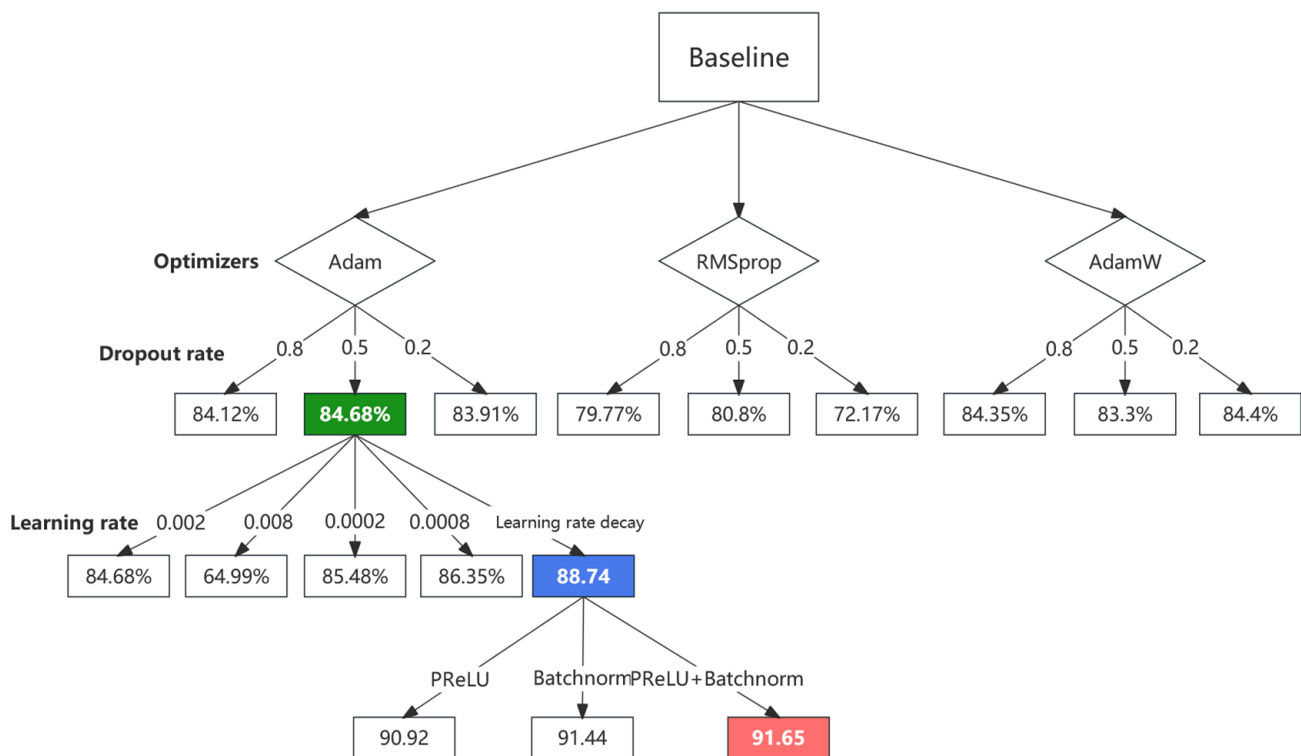 Baseline
Optimizers
Adam
RMSprop
AdamW
Dropout rate
0.8
0.5
0.2
0.8
0.5
0.2
0.8
0.5
0.2
84.12%
84.68%
83.91%
79.77%
80.8%
72.17%
84.35%
83.3%
84.4%
Learning rate
0.002
0.008
0.0002
0.0008
Learning rate decay
84.68%
64.99%
85.48%
86.35%
88.74
PReLU
Batchnorm
PReLU+Batchnorm
90.92
91.44
91.65